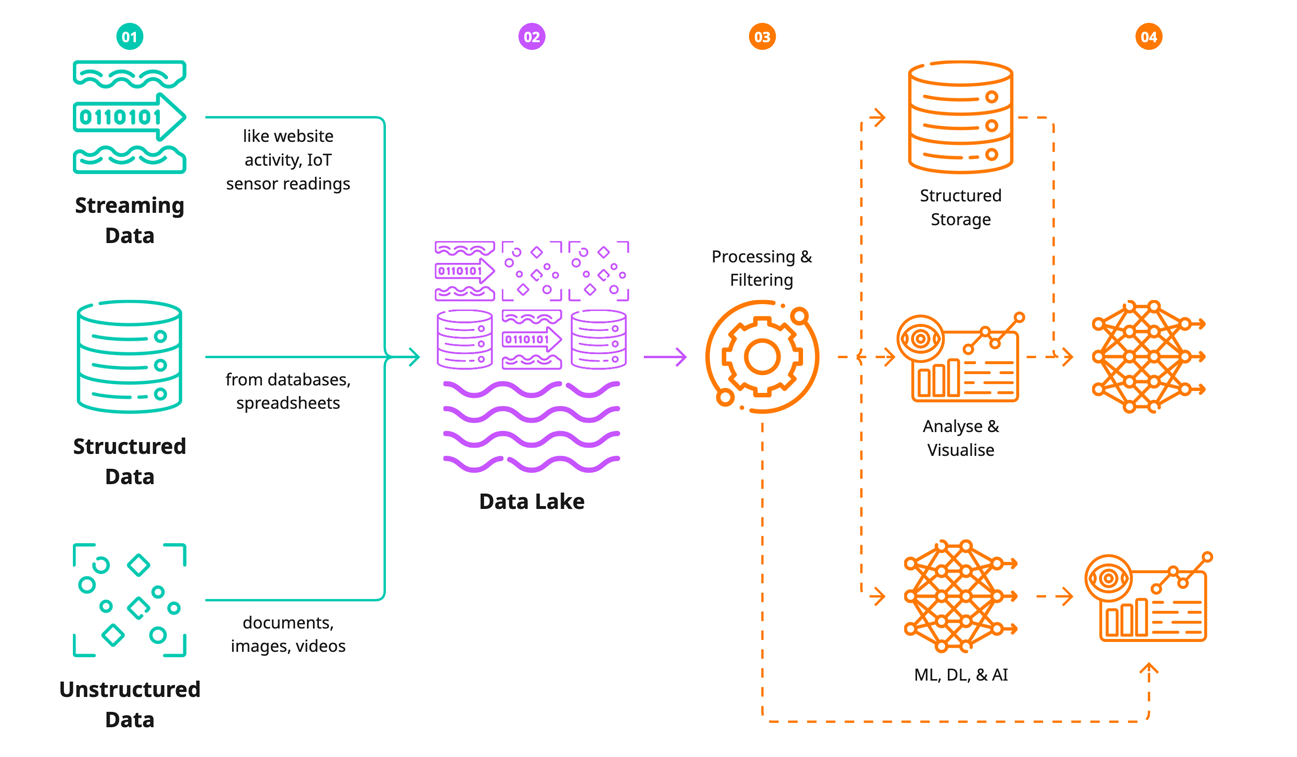 01
02
03
04
0110101
Streaming
Data
like website
activity, IoT
sensor readings
Structured
Data
from databases,
spreadsheets
Unstructured
Data
documents,
images, videos
0110101
0110101
Data Lake
Processing &
Filtering
Structured
Storage
Analyse &
Visualise
ML, DL, & AI